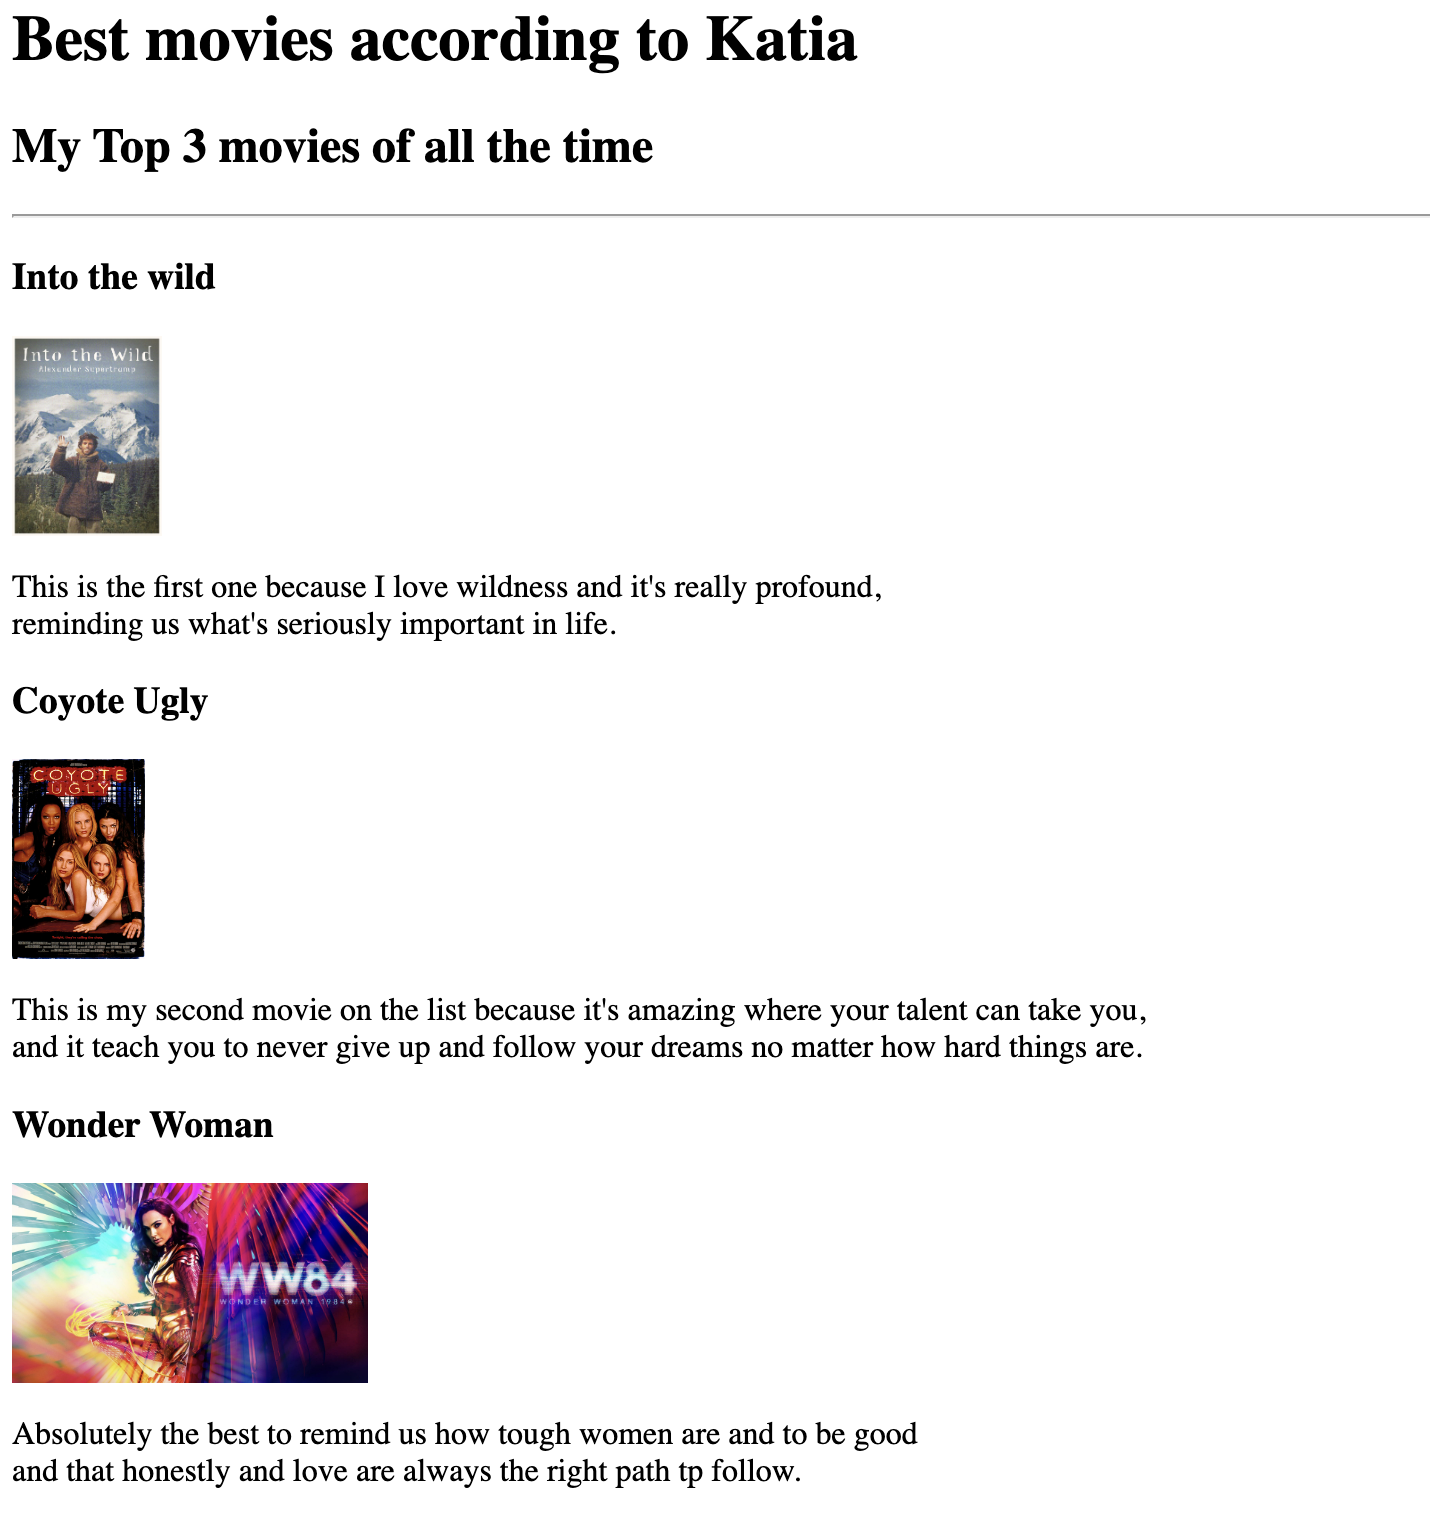 Best movies according to Katia
My Top 3 movies of all the time
Into the wild
Into the Wild
Alexander Supertramp
This is the first one because I love wildness and it's really profound,
reminding us what's seriously important in life.
Coyote Ugly
COYOTE
UGLY
This is my second movie on the list because it's amazing where your talent can take you,
and it teach you to never give up and follow your dreams no matter how hard things are.
Wonder Woman
WW84
WONDER WOMAN 1984
Absolutely the best to remind us how tough women are and to be good
and that honestly and love are always the right path tp follow.